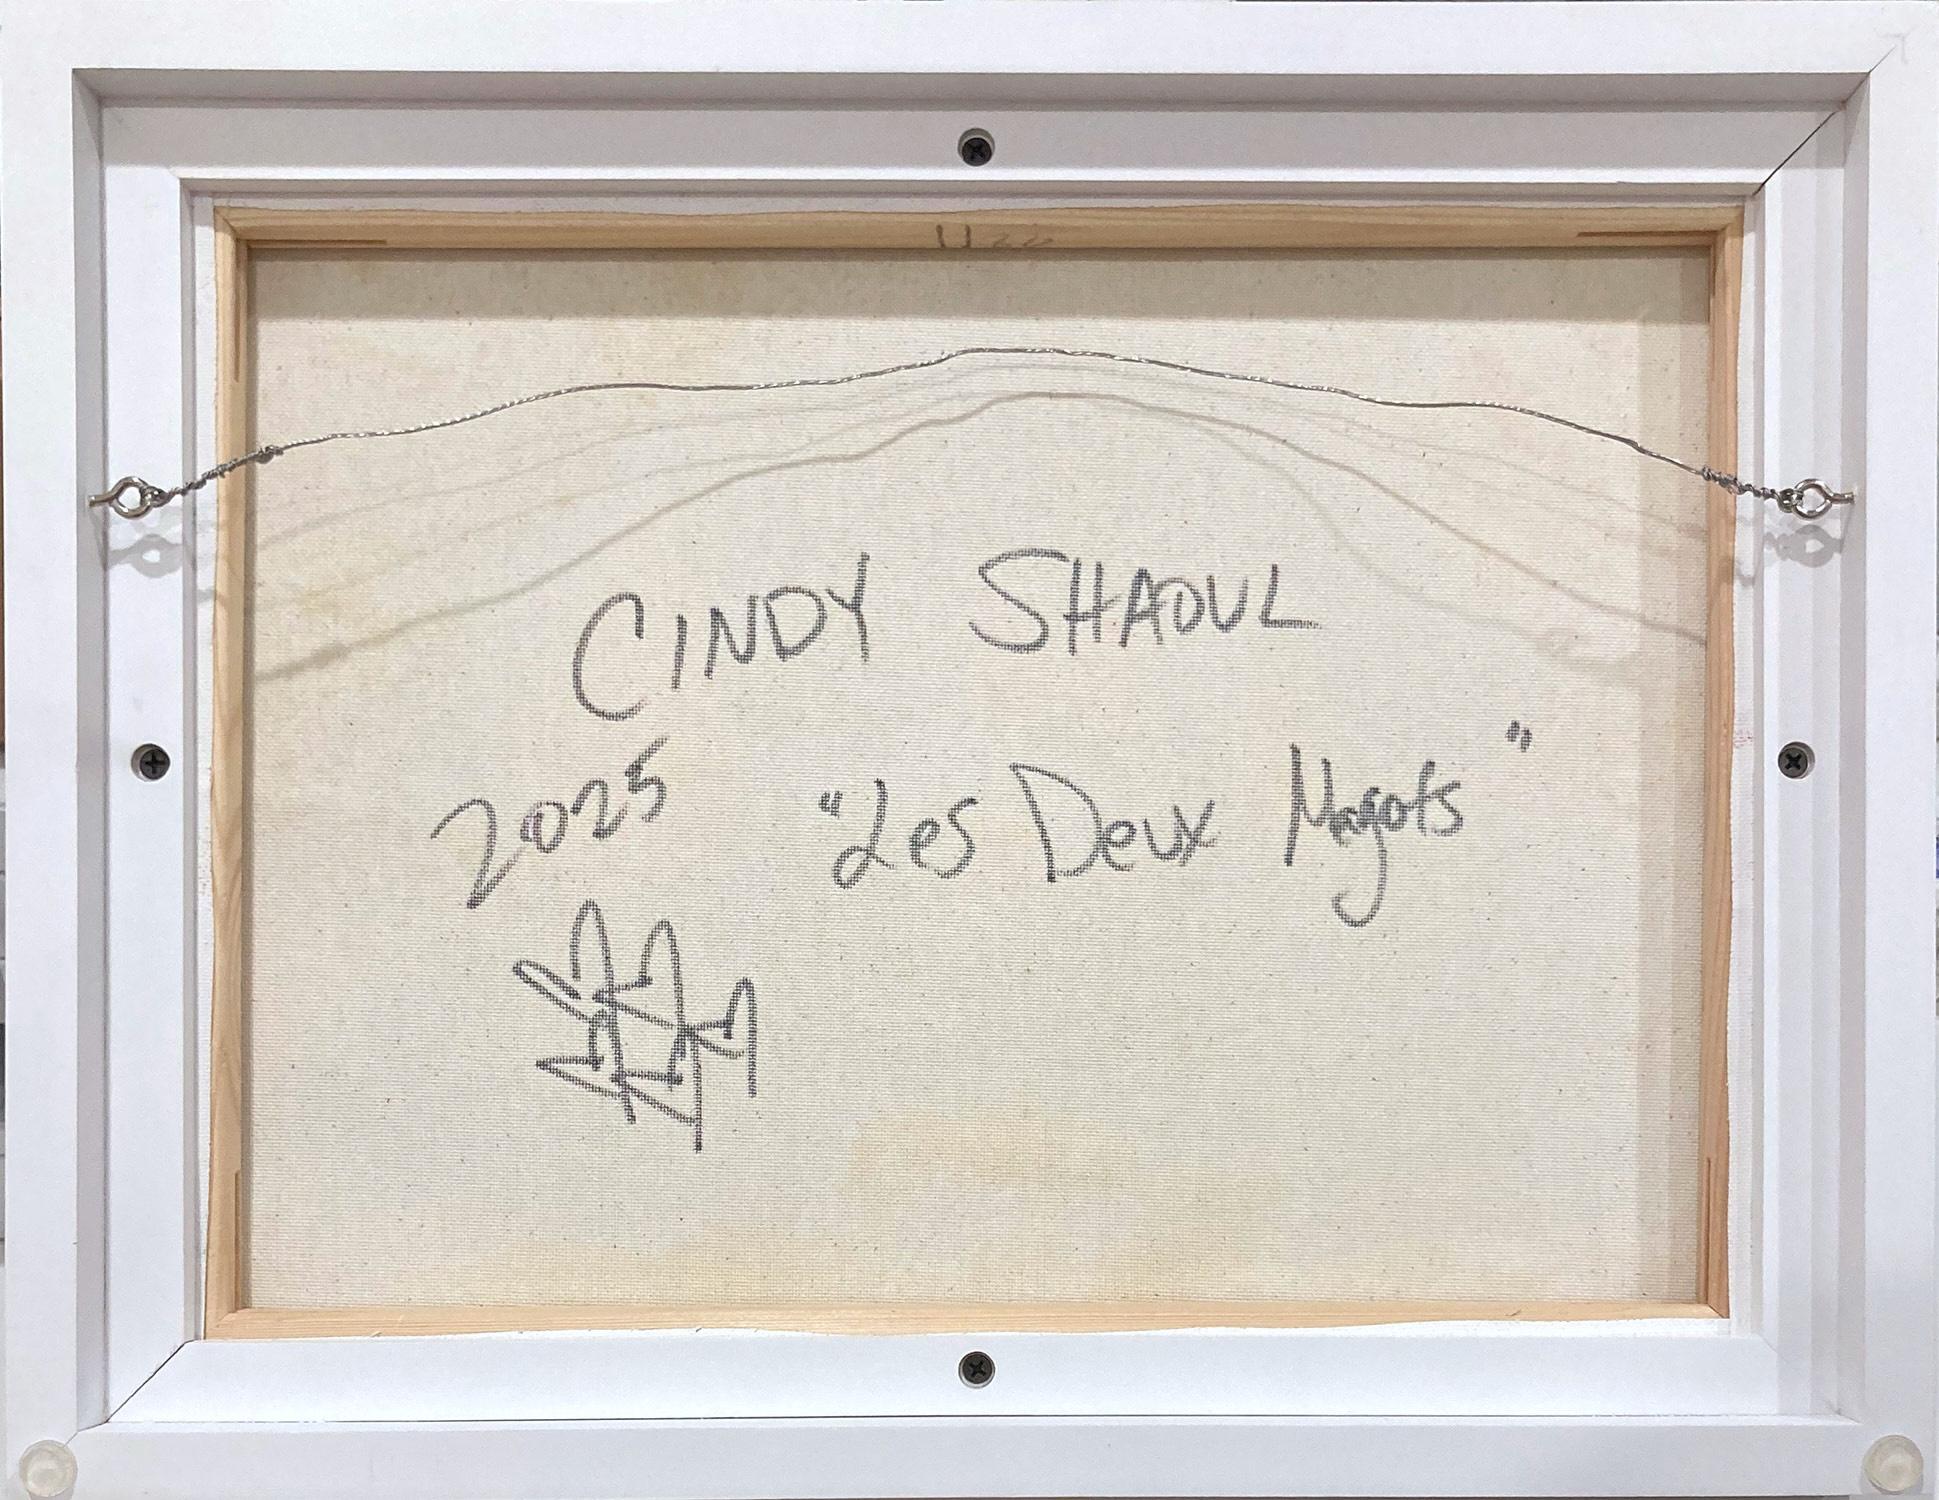 CINDY SHAOUL
2025 "Les Deux Magots"